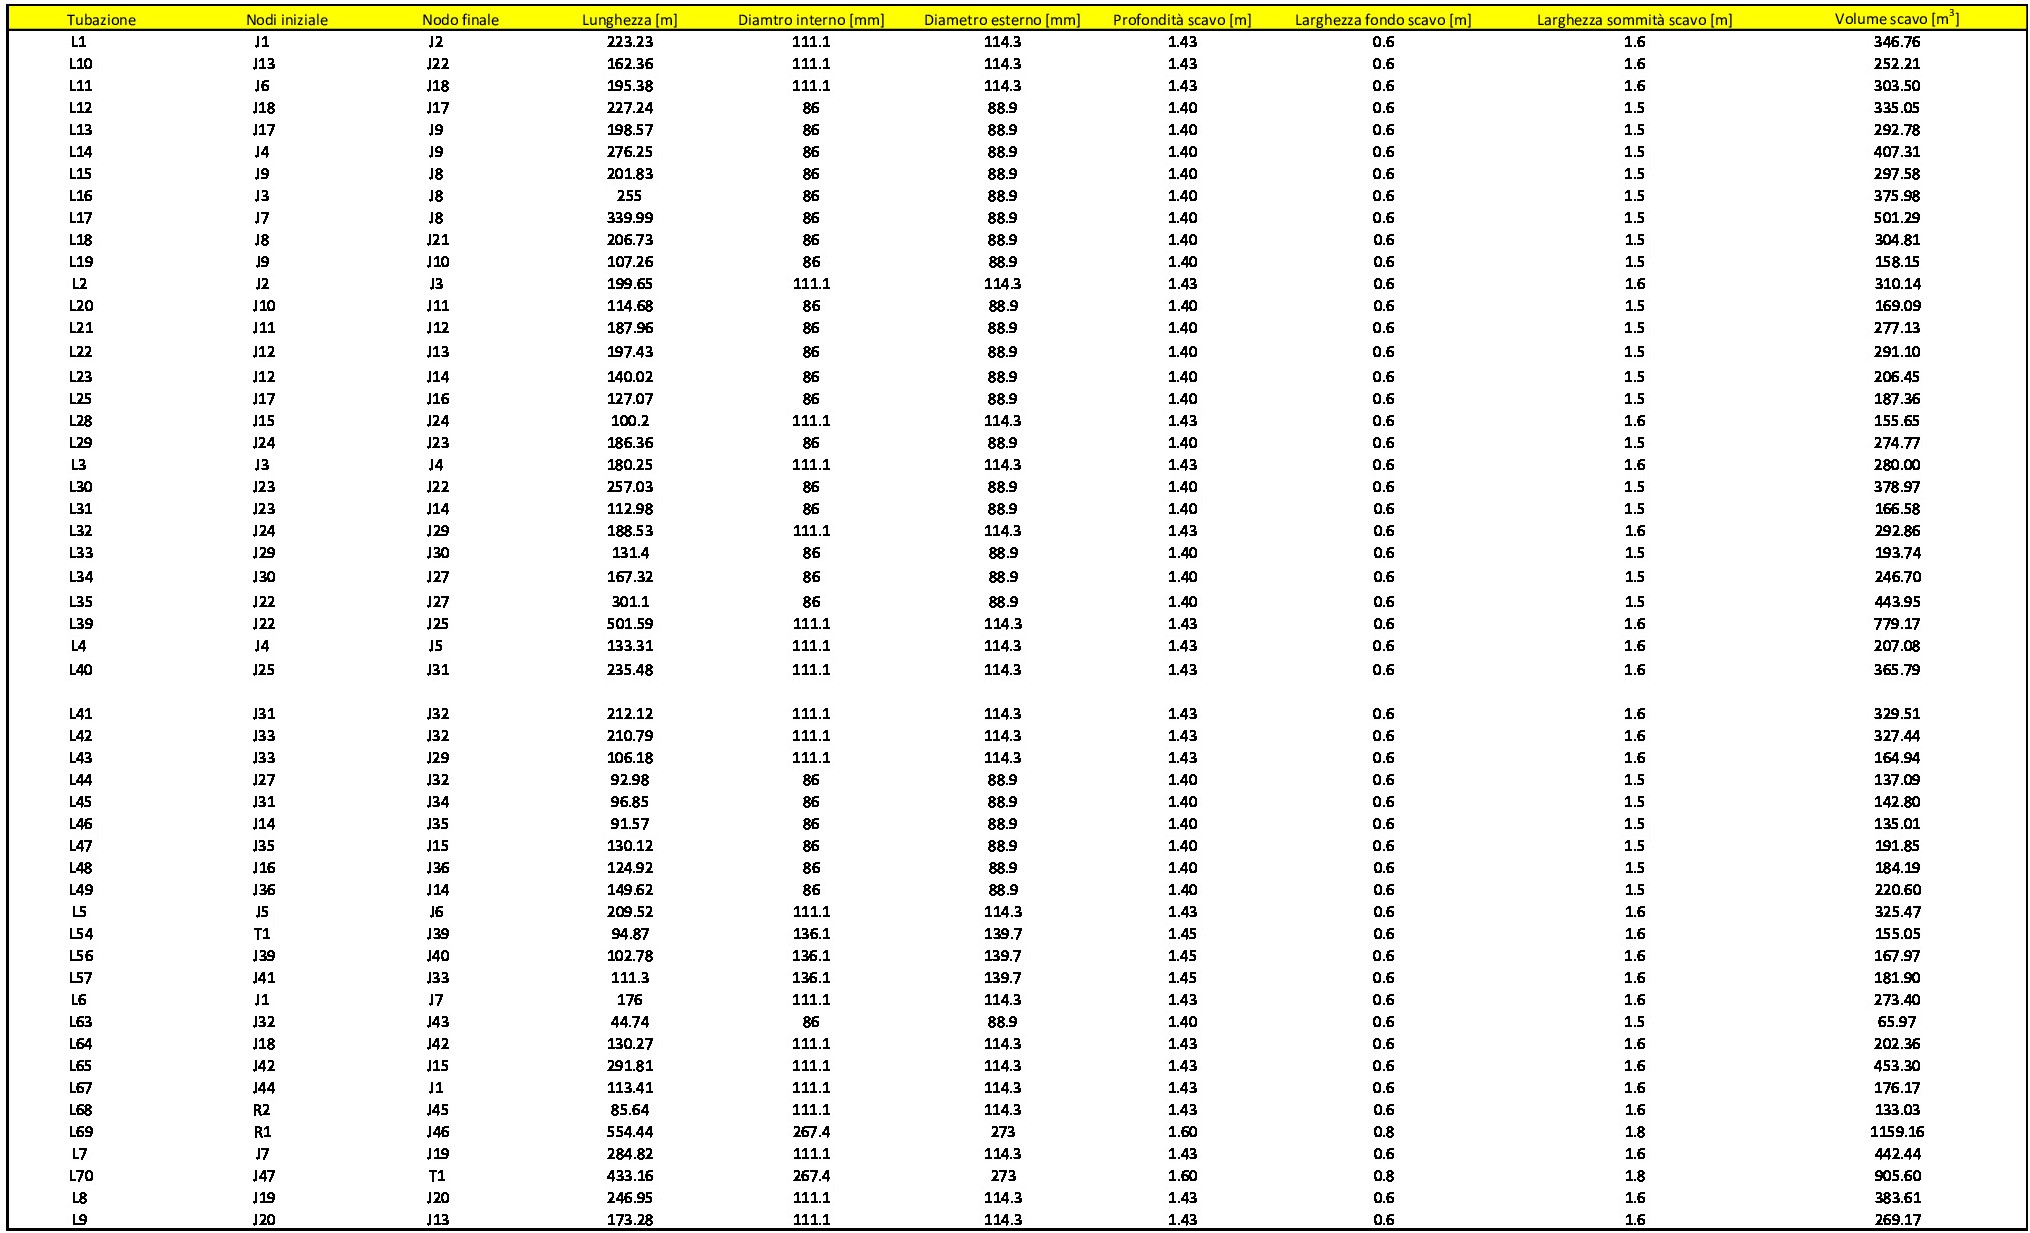 Tubazione Nodi iniziale Nodo finale Lunghezza [m] Diamtro interno [mm] Diametro esterno [mm] Profondità scavo [m] Larghezza fondo scavo [m] Larghezza sommità scavo [m] Volume scavo [m³]
L1 J1 J2 223.23 111.1 114.3 1.43 0.6 1.6 346.76
L10 J13 J22 162.36 111.1 114.3 1.43 0.6 1.6 252.21
L11 J6 J18 195.38 111.1 114.3 1.43 0.6 1.6 303.50
L12 J18 J17 227.24 86 88.9 1.40 0.6 1.5 335.05
L13 J17 J9 198.57 86 88.9 1.40 0.6 1.5 292.78
L14 J4 J9 276.25 86 88.9 1.40 0.6 1.5 407.31
L15 J9 J8 201.83 86 88.9 1.40 0.6 1.5 297.58
L16 J3 J8 255 86 88.9 1.40 0.6 1.5 375.98
L17 J7 J8 339.99 86 88.9 1.40 0.6 1.5 501.29
L18 J8 J21 206.73 86 88.9 1.40 0.6 1.5 304.81
L19 J9 J10 107.26 86 88.9 1.40 0.6 1.5 158.15
L2 J2 J3 199.65 111.1 114.3 1.43 0.6 1.6 310.14
L20 J10 J11 114.68 86 88.9 1.40 0.6 1.5 169.09
L21 J11 J12 187.96 86 88.9 1.40 0.6 1.5 277.13
L22 J12 J13 197.43 86 88.9 1.40 0.6 1.5 291.10
L23 J12 J14 140.02 86 88.9 1.40 0.6 1.5 206.45
L25 J17 J16 127.07 86 88.9 1.40 0.6 1.5 187.36
L28 J15 J24 100.2 111.1 114.3 1.43 0.6 1.6 155.65
L29 J24 J23 186.36 86 88.9 1.40 0.6 1.5 274.77
L3 J3 J4 180.25 111.1 114.3 1.43 0.6 1.6 280.00
L30 J23 J22 257.03 86 88.9 1.40 0.6 1.5 378.97
L31 J23 J14 112.98 86 88.9 1.40 0.6 1.5 166.58
L32 J24 J29 188.53 111.1 114.3 1.43 0.6 1.6 292.86
L33 J29 J30 131.4 86 88.9 1.40 0.6 1.5 193.74
L34 J30 J27 167.32 86 88.9 1.40 0.6 1.5 246.70
L35 J22 J27 301.1 86 88.9 1.40 0.6 1.5 443.95
L39 J22 J25 501.59 111.1 114.3 1.43 0.6 1.6 779.17
L4 J4 J5 133.31 111.1 114.3 1.43 0.6 1.6 207.08
L40 J25 J31 235.48 111.1 114.3 1.43 0.6 1.6 365.79
L41 J31 J32 212.12 111.1 114.3 1.43 0.6 1.6 329.51
L42 J33 J32 210.79 111.1 114.3 1.43 0.6 1.6 327.44
L43 J33 J29 106.18 111.1 114.3 1.43 0.6 1.6 164.94
L44 J27 J32 92.98 86 88.9 1.40 0.6 1.5 137.09
L45 J31 J34 96.85 86 88.9 1.40 0.6 1.5 142.80
L46 J14 J35 91.57 86 88.9 1.40 0.6 1.5 135.01
L47 J35 J15 130.12 86 88.9 1.40 0.6 1.5 191.85
L48 J16 J36 124.92 86 88.9 1.40 0.6 1.5 184.19
L49 J36 J14 149.62 86 88.9 1.40 0.6 1.5 220.60
L5 J5 J6 209.52 111.1 114.3 1.43 0.6 1.6 325.47
L54 T1 J39 94.87 136.1 139.7 1.45 0.6 1.6 155.05
L56 J39 J40 102.78 136.1 139.7 1.45 0.6 1.6 167.97
L57 J41 J33 111.3 136.1 139.7 1.45 0.6 1.6 181.90
L6 J1 J7 176 111.1 114.3 1.43 0.6 1.6 273.40
L63 J32 J43 44.74 86 88.9 1.40 0.6 1.5 65.97
L64 J18 J42 130.27 111.1 114.3 1.43 0.6 1.6 202.36
L65 J42 J15 291.81 111.1 114.3 1.43 0.6 1.6 453.30
L67 J44 J1 113.41 111.1 114.3 1.43 0.6 1.6 176.17
L68 R2 J45 85.64 111.1 114.3 1.43 0.6 1.6 133.03
L69 R1 J46 554.44 267.4 273 1.60 0.8 1.8 1159.16
L7 J7 J19 284.82 111.1 114.3 1.43 0.6 1.6 442.44
L70 J47 T1 433.16 267.4 273 1.60 0.8 1.8 905.60
L8 J19 J20 246.95 111.1 114.3 1.43 0.6 1.6 383.61
L9 J20 J13 173.28 111.1 114.3 1.43 0.6 1.6 269.17